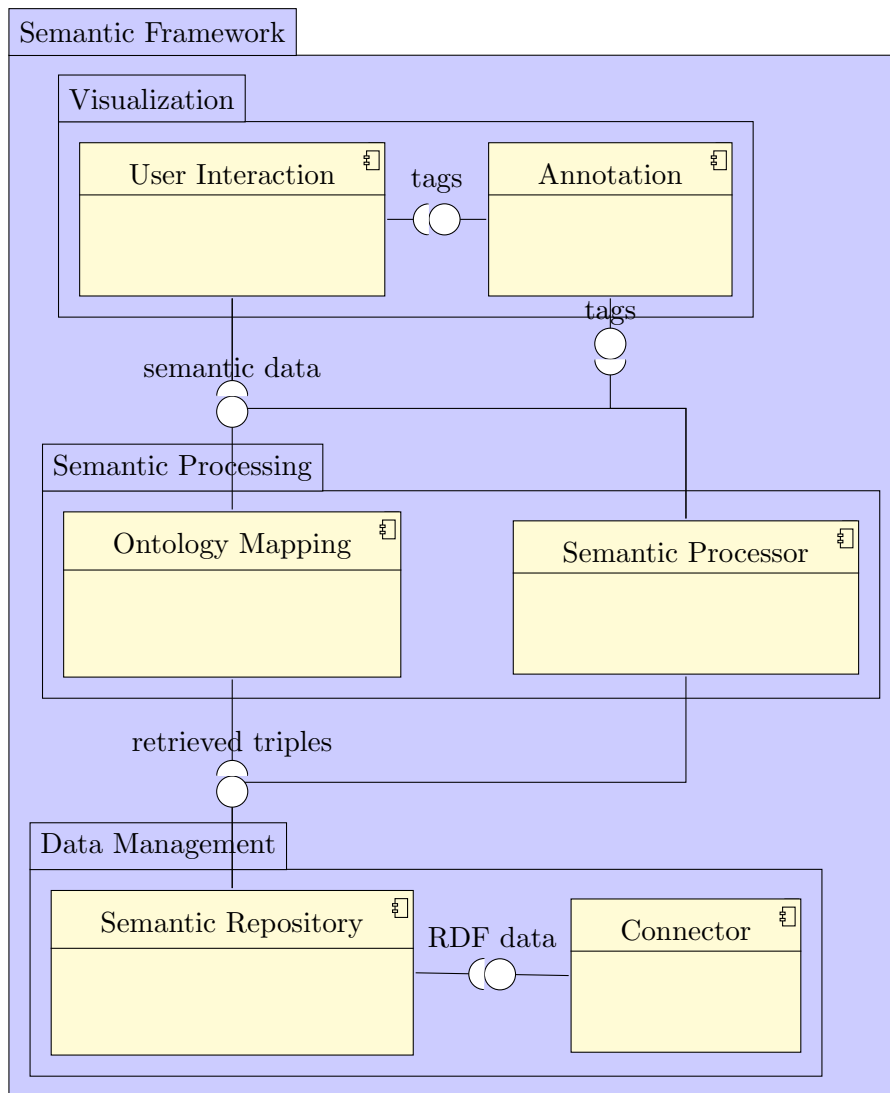 Semantic Framework
Visualization
User Interaction
tags
Annotation
tags
semantic data
Semantic Processing
Ontology Mapping
Semantic Processor
retrieved triples
Data Management
Semantic Repository
RDF data
Connector